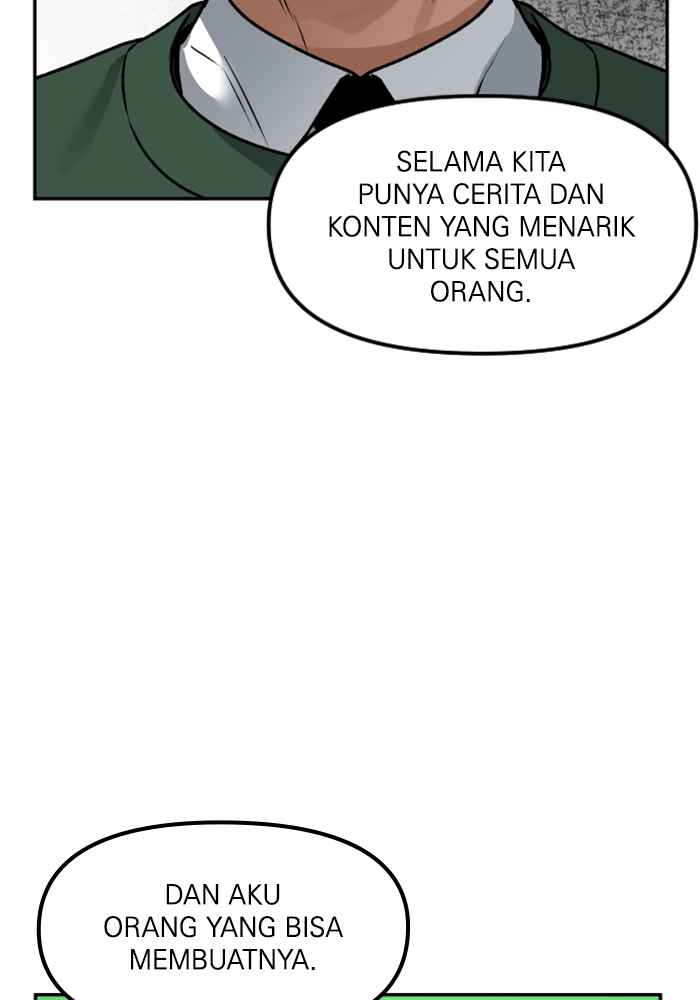 SELAMA KITA
PUNYA CERITA DAN
KONTEN YANG MENARIK
UNTUK SEMUA
ORANG.
DAN AKU
ORANG YANG BISA
MEMBUATNYA.